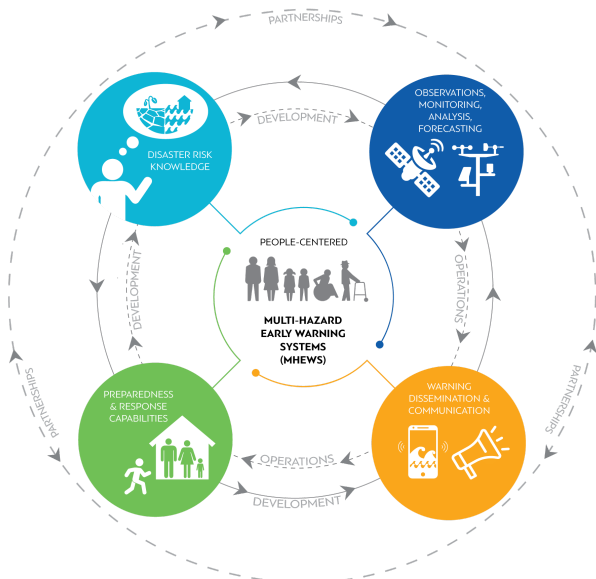 PARTNERSHIPS
DISASTER RISK
KNOWLEDGE
DEVELOPMENT
OBSERVATIONS,
MONITORING,
ANALYSIS,
FORECASTING
PEOPLE-CENTERED
MULTI-HAZARD
EARLY WARNING
SYSTEMS
(MHEWS)
DEVELOPMENT
OPERATIONS
PARTNERSHIPS
PARTNERSHIPS
PREPAREDNESS
& RESPONSE
CAPABILITIES
WARNING
DISSEMINATION &
COMMUNICATION
OPERATIONS
DEVELOPMENT